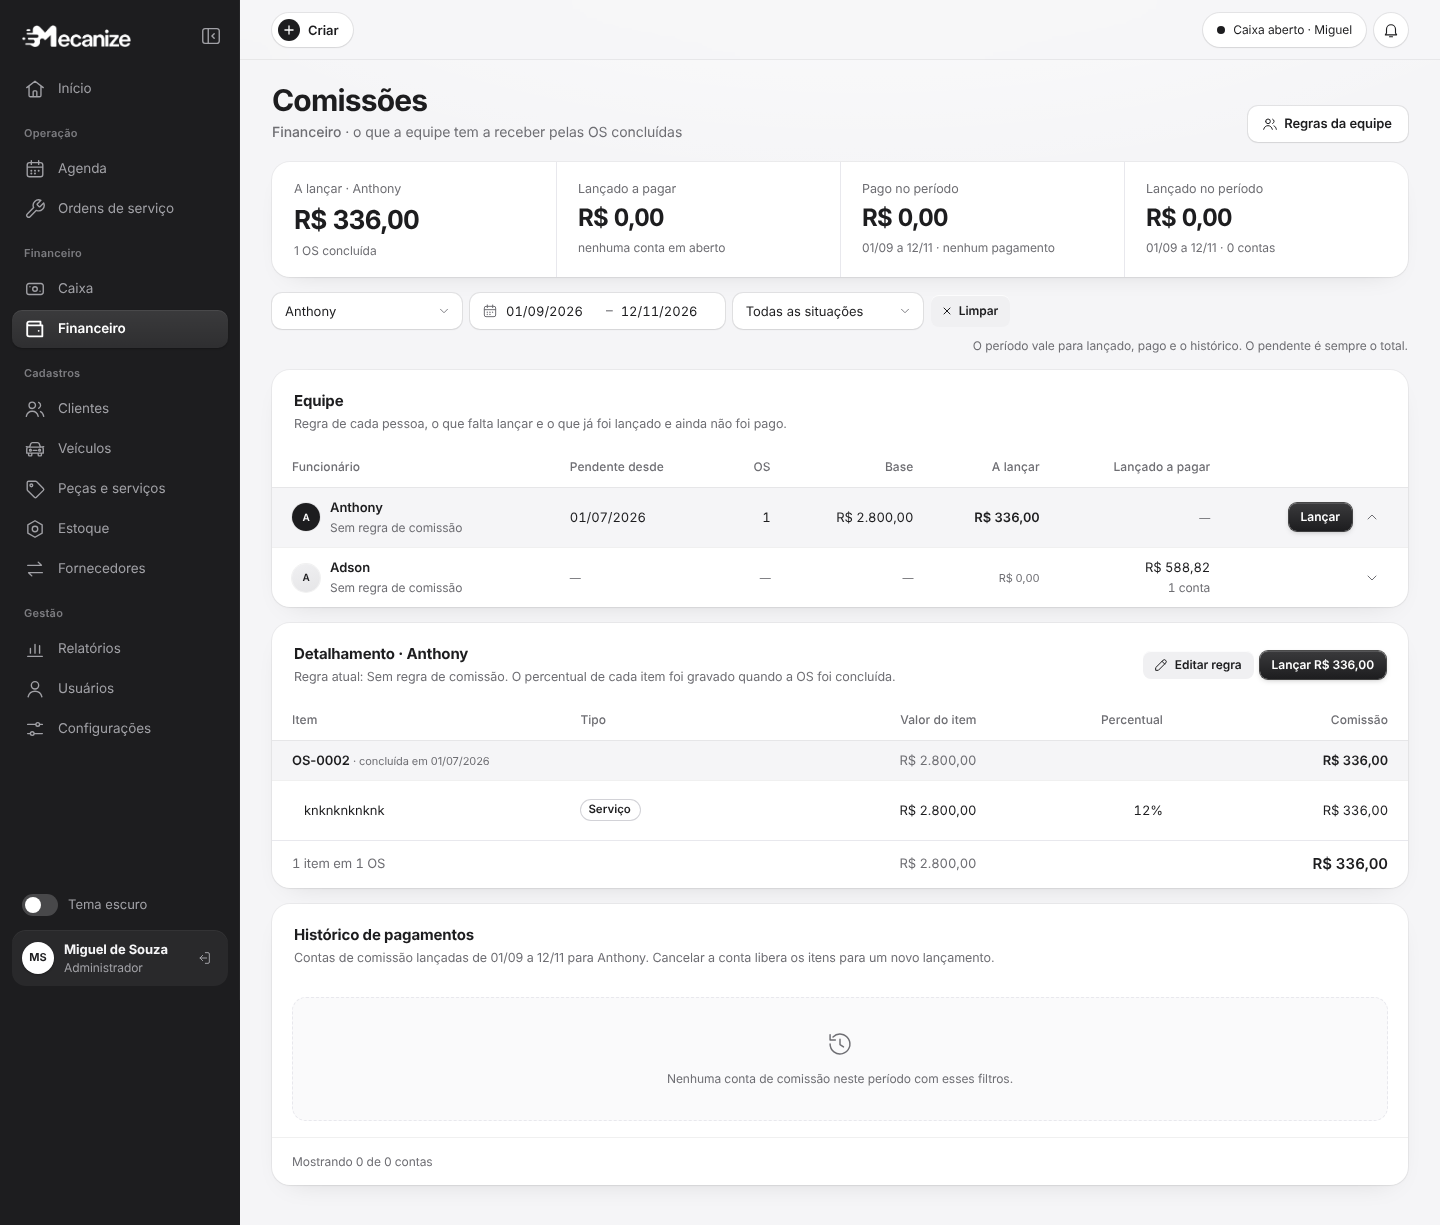 Mecanize
Criar
Caixa aberto · Miguel
Início
Operação
Agenda
Ordens de serviço
Financeiro
Caixa
Financeiro
Cadastros
Clientes
Veículos
Peças e serviços
Estoque
Fornecedores
Gestão
Relatórios
Usuários
Configurações
Tema escuro
MS
Miguel de Souza
Administrador
Comissões
Financeiro · o que a equipe tem a receber pelas OS concluídas
Regras da equipe
A lançar · Anthony
R$ 336,00
1 OS concluída
Lançado a pagar
R$ 0,00
nenhuma conta em aberto
Pago no período
R$ 0,00
01/09 a 12/11 · nenhum pagamento
Lançado no período
R$ 0,00
01/09 a 12/11 · 0 contas
Anthony
01/09/2026 – 12/11/2026
Todas as situações
Limpar
O período vale para lançado, pago e o histórico. O pendente é sempre o total.
Equipe
Regra de cada pessoa, o que falta lançar e o que já foi lançado e ainda não foi pago.
Funcionário Pendente desde OS Base A lançar Lançado a pagar
A Anthony
Sem regra de comissão
01/07/2026 1 R$ 2.800,00 R$ 336,00 — Lançar
A Adson
Sem regra de comissão
— — — R$ 0,00 R$ 588,82
1 conta
Detalhamento · Anthony
Regra atual: Sem regra de comissão. O percentual de cada item foi gravado quando a OS foi concluída.
Editar regra
Lançar R$ 336,00
Item Tipo Valor do item Percentual Comissão
OS-0002 · concluída em 01/07/2026 R$ 2.800,00 R$ 336,00
knknknknknk Serviço R$ 2.800,00 12% R$ 336,00
1 item em 1 OS R$ 2.800,00 R$ 336,00
Histórico de pagamentos
Contas de comissão lançadas de 01/09 a 12/11 para Anthony. Cancelar a conta libera os itens para um novo lançamento.
Nenhuma conta de comissão neste período com esses filtros.
Mostrando 0 de 0 contas